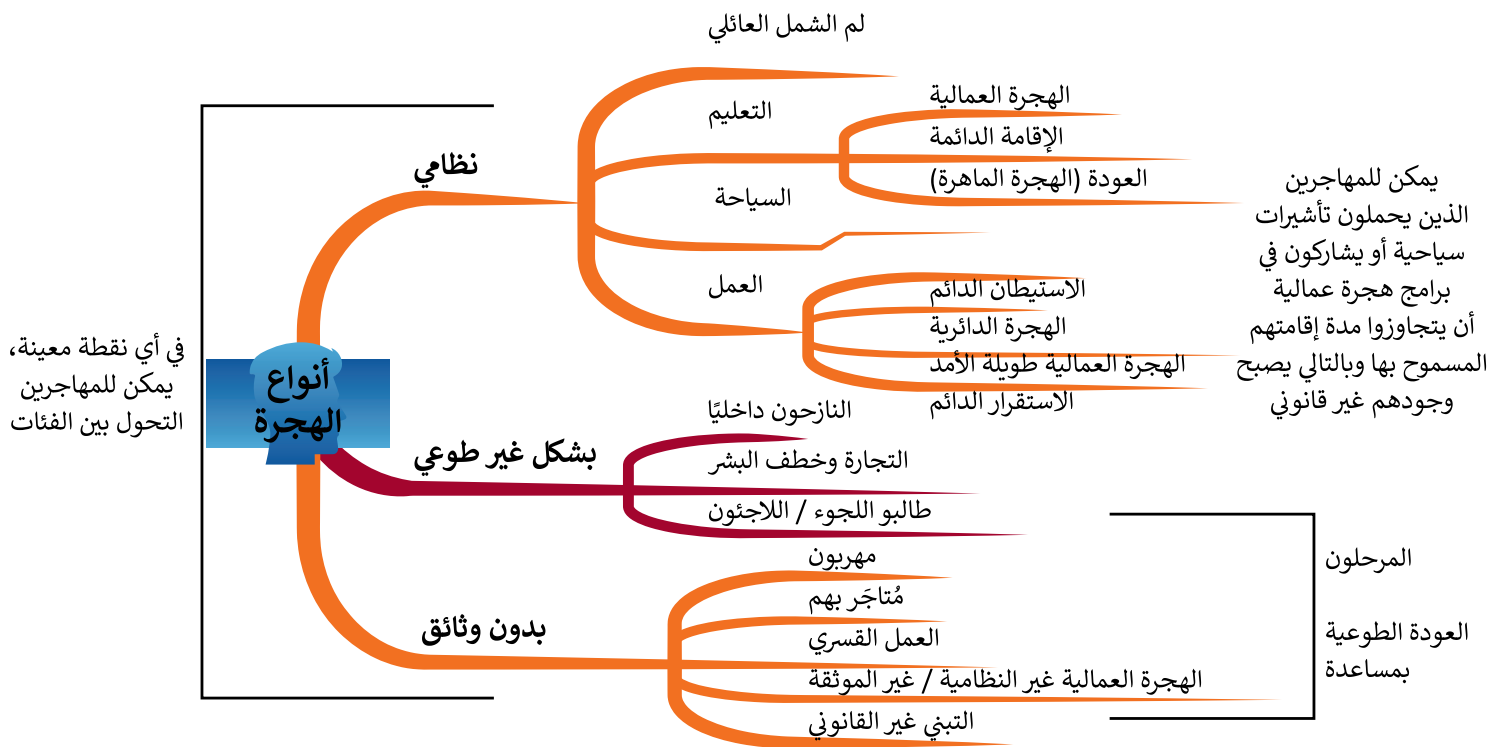 لم الشمل العائلي
التعليم
الهجرة العمالية
الإقامة الدائمة
العودة (الهجرة الماهرة)
نظامي
السياحة
العمل
الاستيطان الدائم
الهجرة الدائرية
الهجرة العمالية طويلة الأمد
الاستقرار الدائم
يمكن للمهاجرين
الذين يحملون تأشيرات
سياحية أو يشاركون في
برامج هجرة عمالية
أن يتجاوزوا مدة إقامتهم
المسموح بها وبالتالي يصبح
وجودهم غير قانوني
أنواع
الهجرة
في أي نقطة معينة،
يمكن للمهاجرين
التحول بين الفئات
بشكل غير طوعي
النازحون داخليًا
التجارة وخطف البشر
طالبو اللجوء / اللاجئون
بدون وثائق
مهربون
مُتاجَر بهم
العمل القسري
الهجرة العمالية غير النظامية / غير الموثقة
التبني غير القانوني
المرحلون
العودة الطوعية
بمساعدة